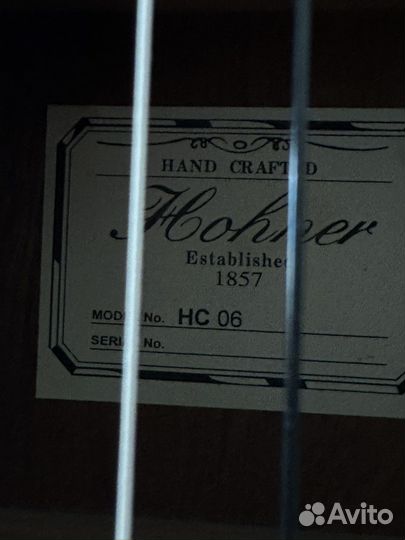 HAND CRAFTED
Hohner
Established
1857
MODEL No. HC 06
SERIAL No.
Avito